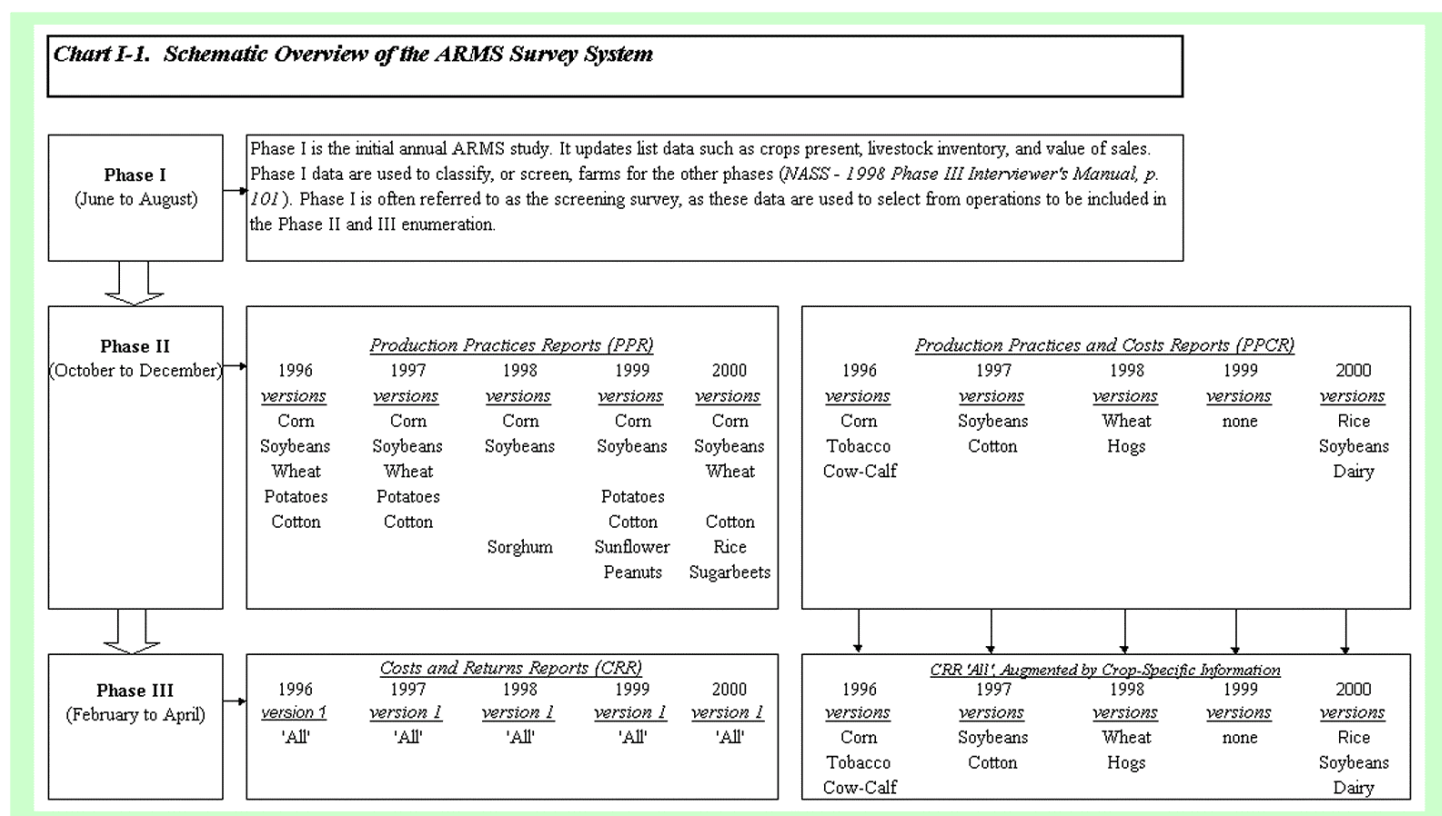 Chart I-1. Schematic Overview of the ARMS Survey System
Phase I
(June to August)
Phase I is the initial annual ARMS study. It updates list data such as crops present, livestock inventory, and value of sales.
Phase I data are used to classify, or screen, farms for the other phases (NASS - 1998 Phase III Interviewer's Manual, p.
101). Phase I is often referred to as the screening survey, as these data are used to select from operations to be included in
the Phase II and III enumeration.
Phase II
(October to December)
Production Practices Reports (PPR)
1996 1997 1998 1999 2000
versions versions versions versions versions
Corn Corn Corn Corn Corn
Soybeans Soybeans Soybeans Soybeans Soybeans
Wheat Wheat Wheat
Potatoes Potatoes Potatoes
Cotton Cotton Cotton Cotton
Sorghum Sunflower Rice
Peanuts Sugarbeets
Production Practices and Costs Reports (PPCR)
1996 1997 1998 1999 2000
versions versions versions versions versions
Corn Soybeans Wheat none Rice
Tobacco Cotton Hogs Soybeans
Cow-Calf Dairy
Phase III
(February to April)
Costs and Returns Reports (CRR)
1996 1997 1998 1999 2000
version 1 version 1 version 1 version 1 version 1
'All' 'All' 'All' 'All' 'All'
CRR 'All', Augmented by Crop-Specific Information
1996 1997 1998 1999 2000
versions versions versions versions versions
Corn Soybeans Wheat none Rice
Tobacco Cotton Hogs Soybeans
Cow-Calf Dairy